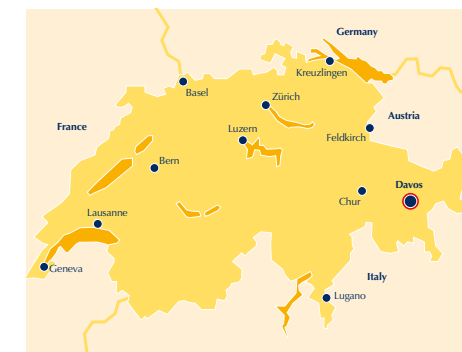 Germany
Kreuzlingen
Basel
Zürich
France
Austria
Luzern
Feldkirch
Bern
Davos
Chur
Lausanne
Geneva
Italy
Lugano